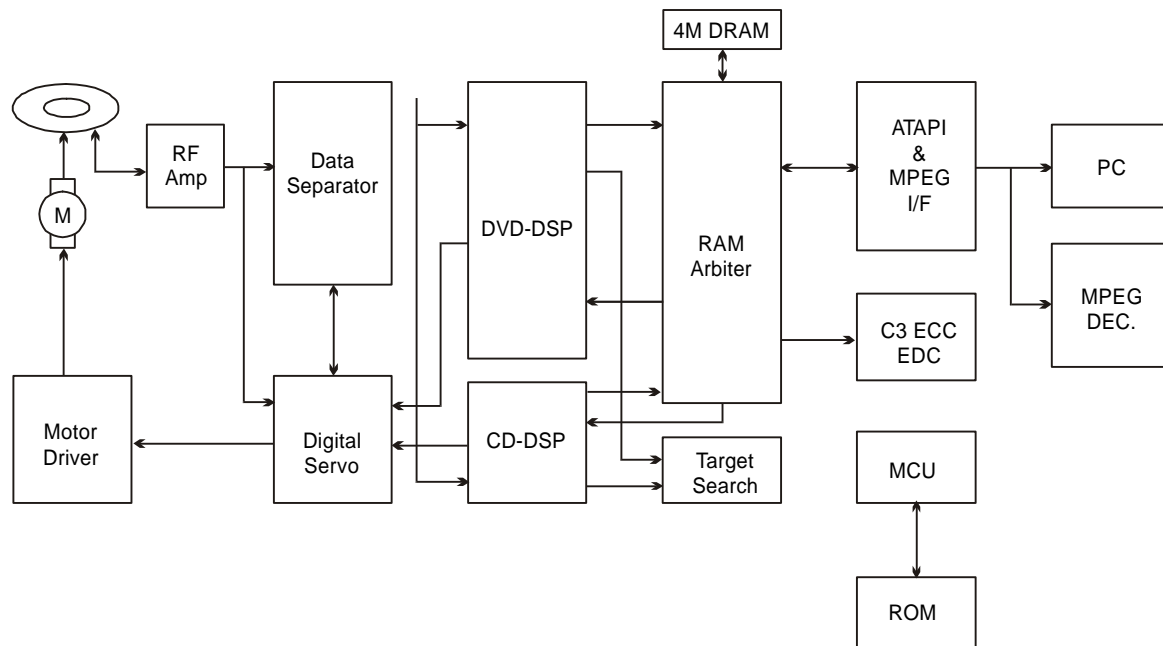 4M DRAM
RF
Amp
Data
Separator
DVD-DSP
RAM
Arbiter
ATAPI
&
MPEG
I/F
PC
M
MPEG
DEC.
C3 ECC
EDC
Motor
Driver
Digital
Servo
CD-DSP
Target
Search
MCU
ROM